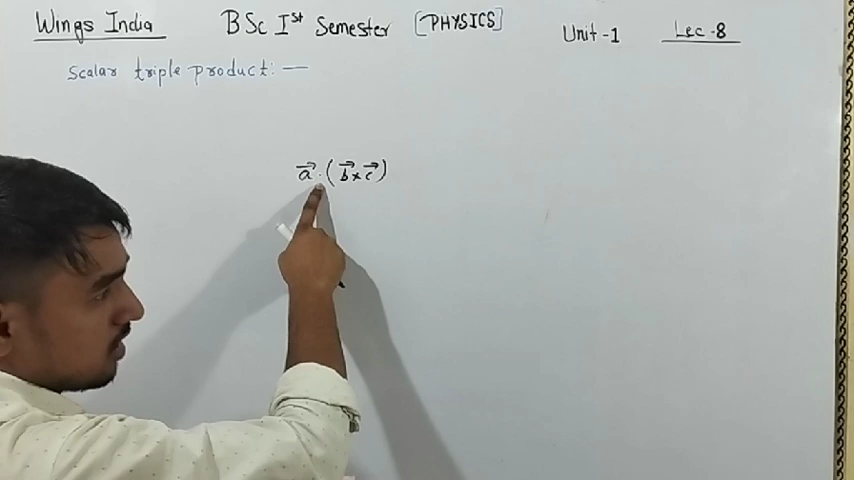 Wings India BSc Ist Semester [PHYSICS] Unit-1 Lec-8
Scalar triple product:—
a⃗·(b⃗×c⃗)